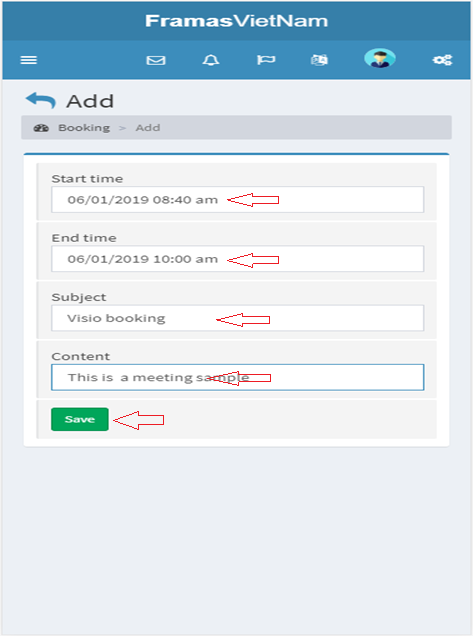 FramasVietNam
Add
Booking > Add
Start time
06/01/2019 08:40 am
End time
06/01/2019 10:00 am
Subject
Visio booking
Content
This is a meeting sample
Save